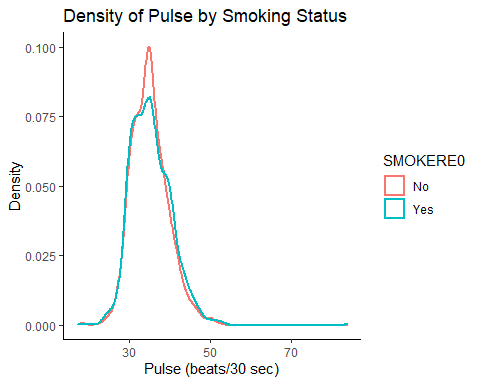 Density of Pulse by Smoking Status
0.100
0.075
0.050
0.025
0.000
Density
30
50
70
Pulse (beats/30 sec)
SMOKERE0
No
Yes